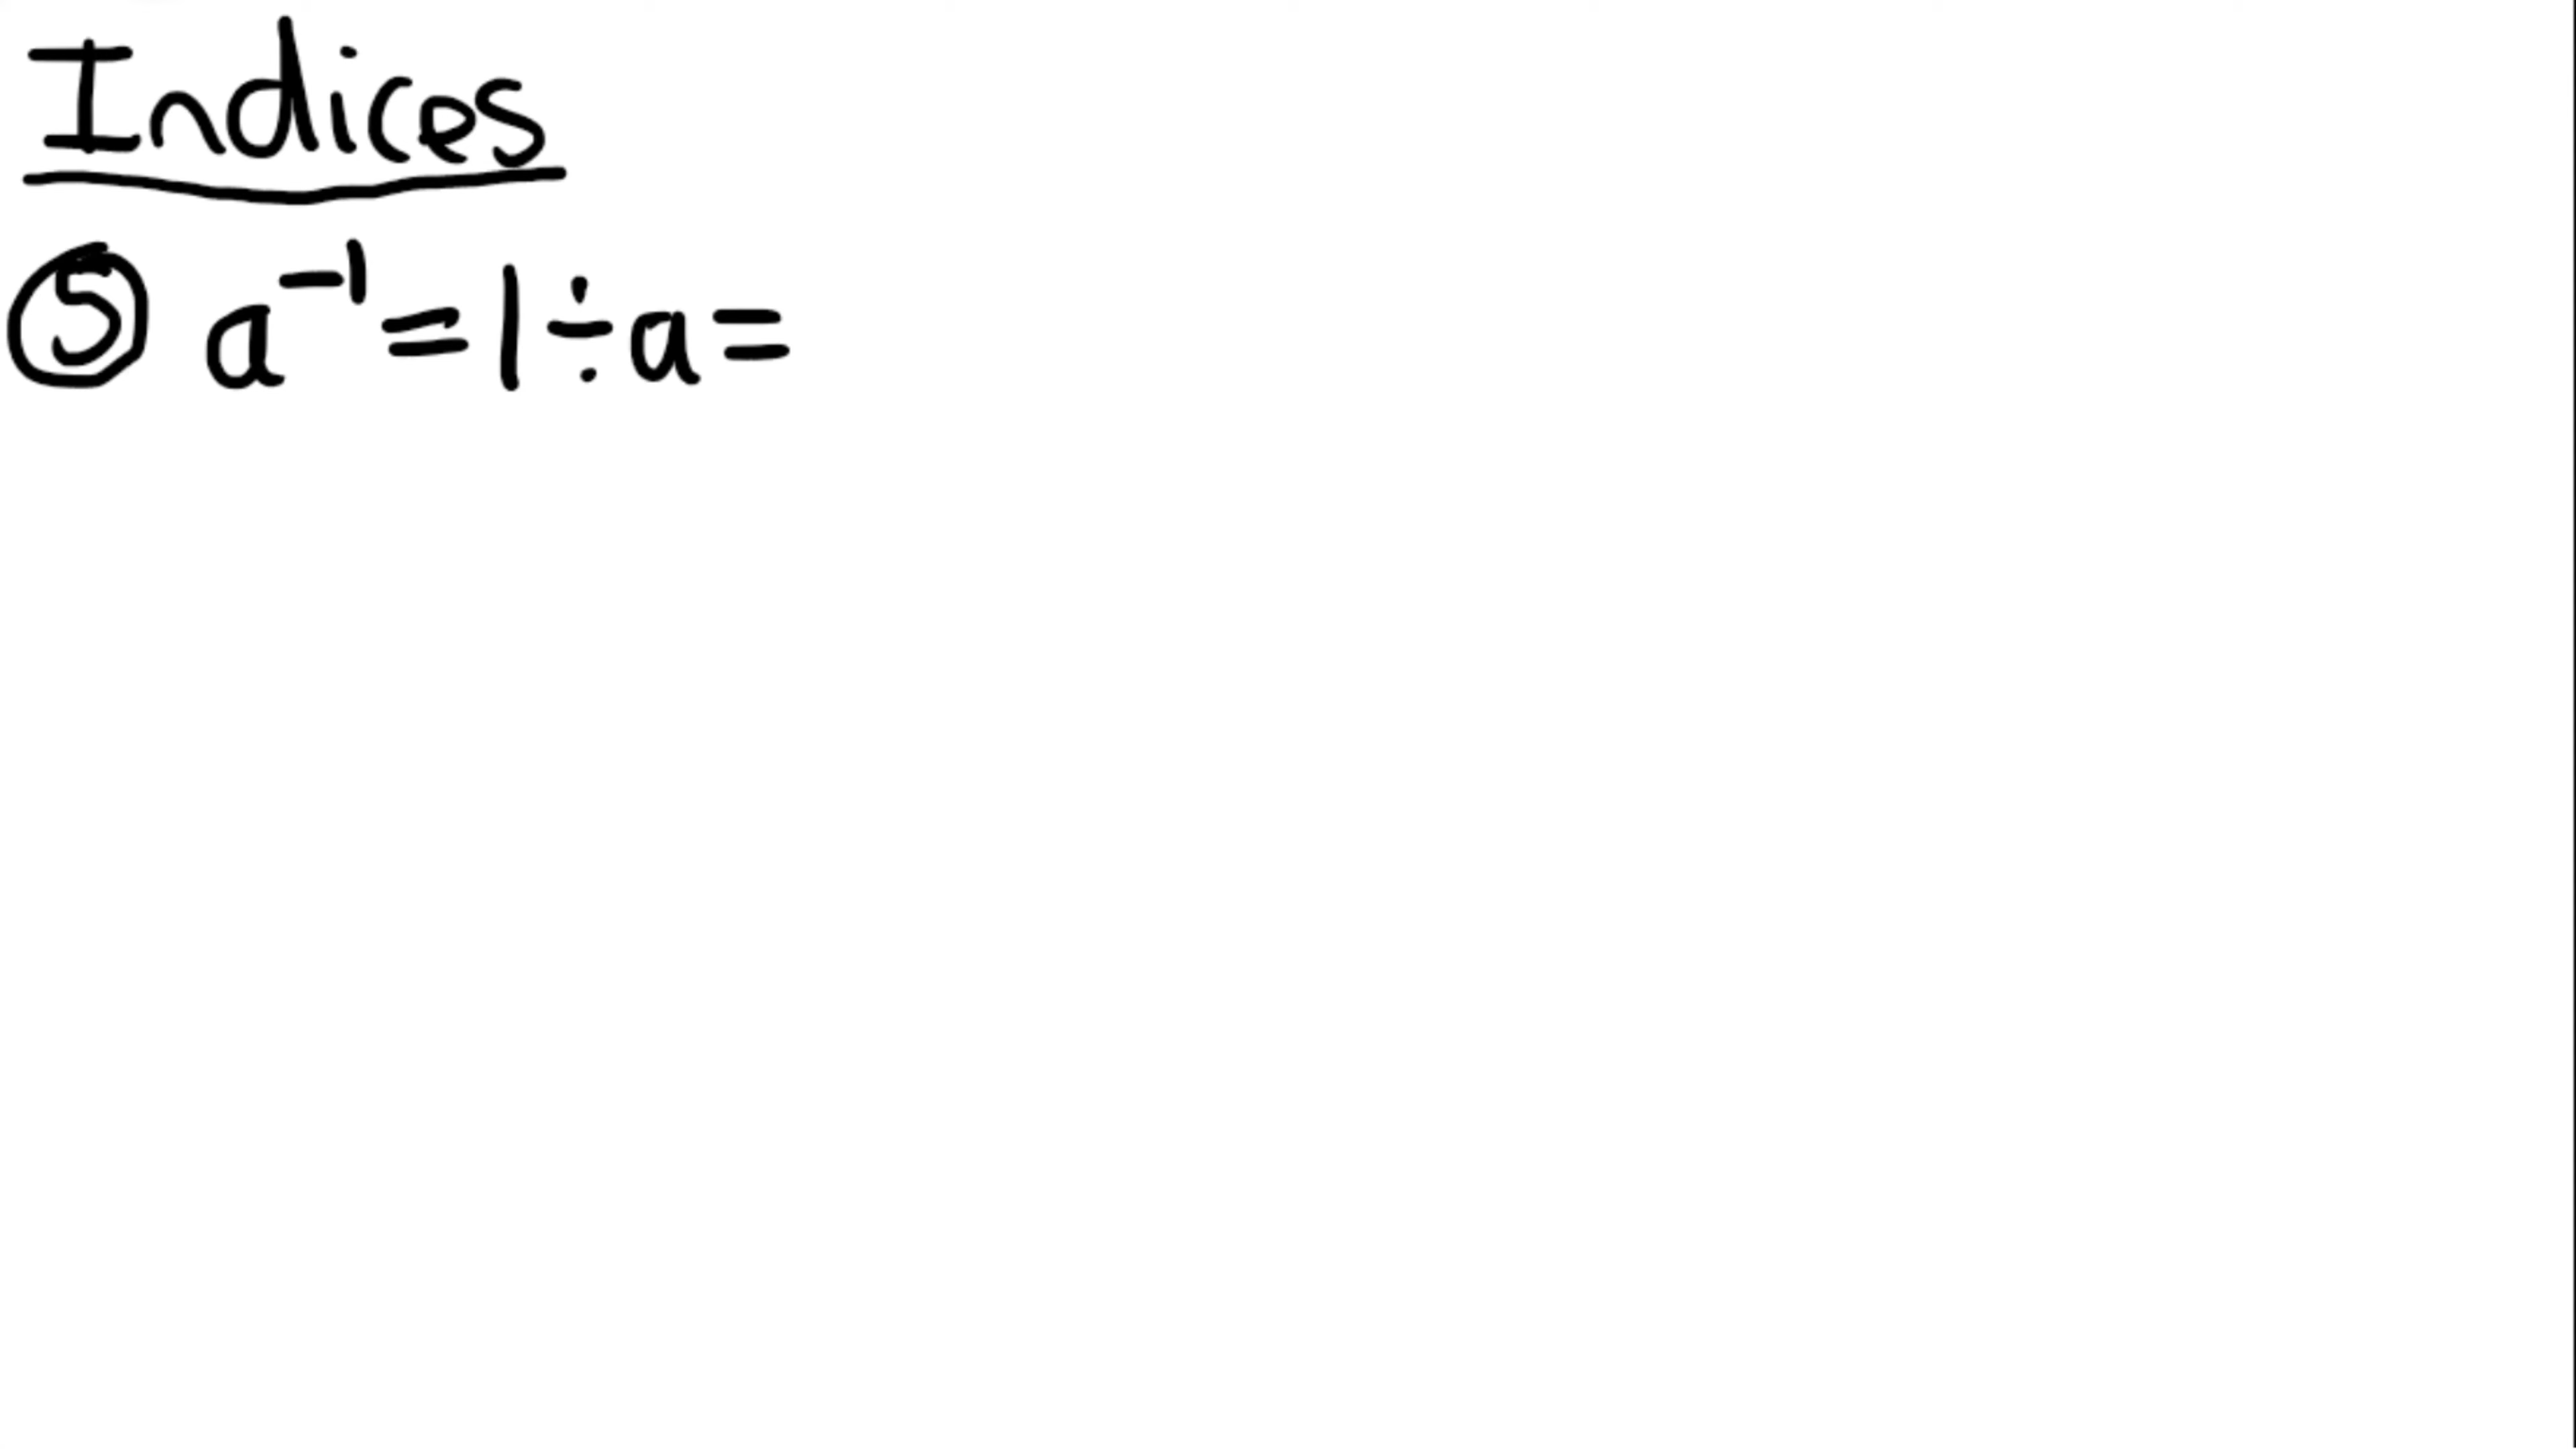 Indices
⑤ a⁻¹ = 1 ÷ a =